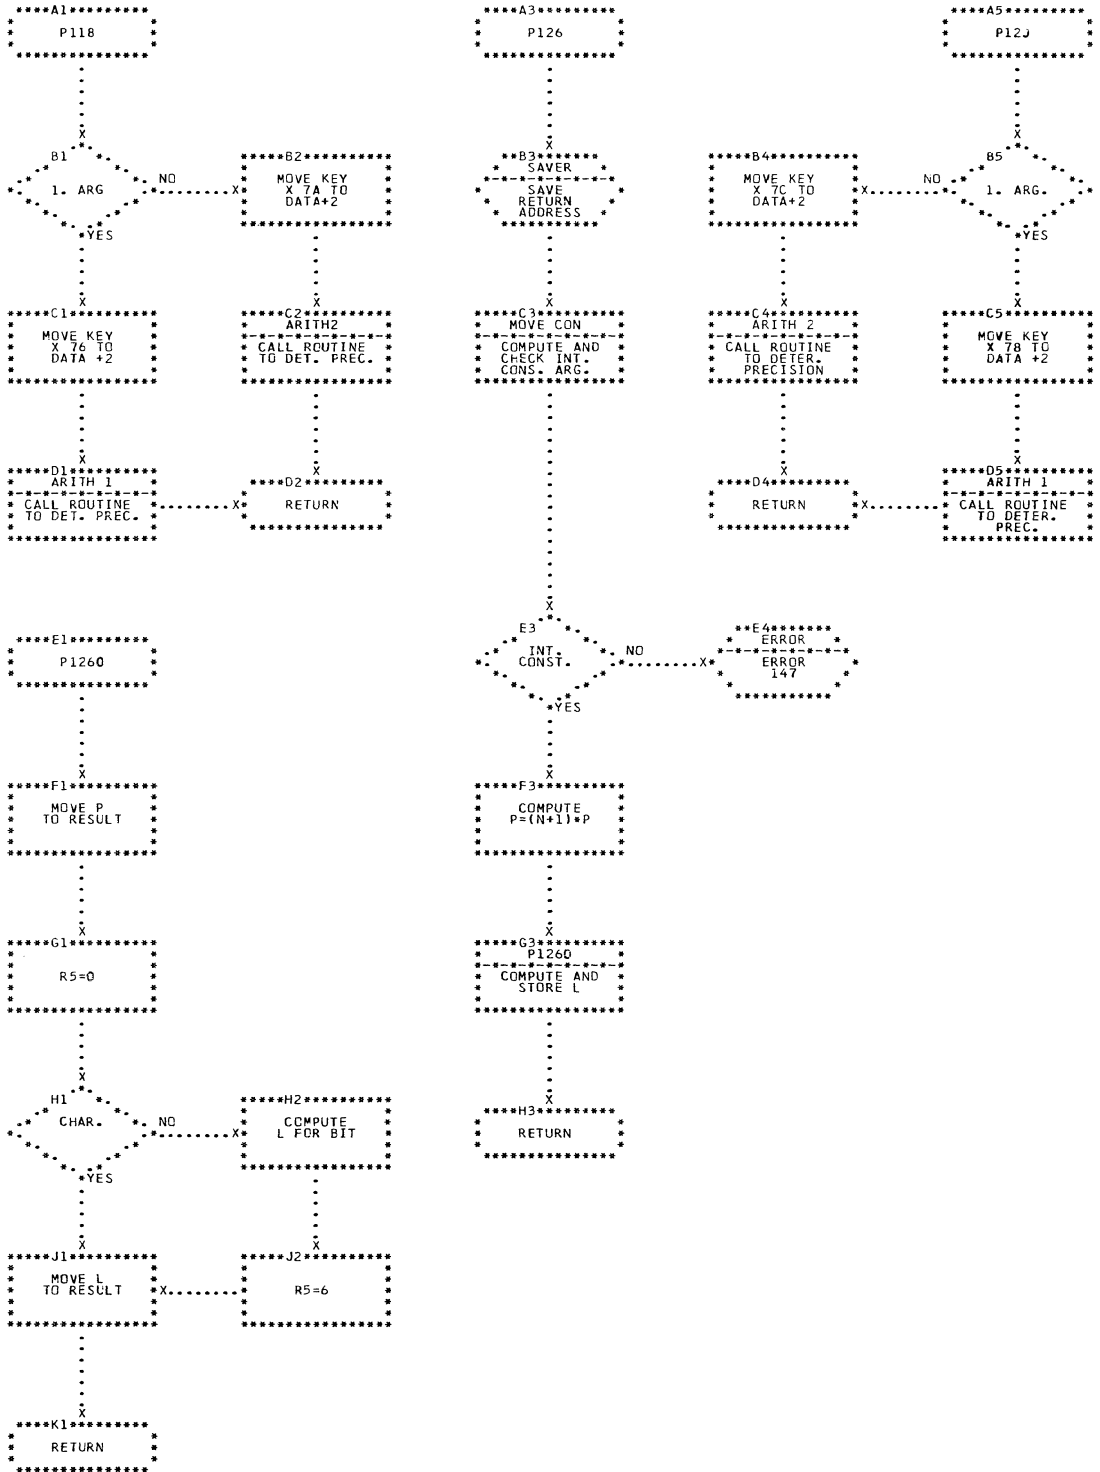 A1
P118
A3
P126
A5
P12J
B1
1. ARG
NO
YES
B2
MOVE KEY
X 7A TO
DATA+2
B3
SAVER
SAVE
RETURN
ADDRESS
B4
MOVE KEY
X 7C TO
DATA+2
B5
1. ARG.
NO
YES
C1
MOVE KEY
X 76 TO
DATA +2
C2
ARITH2
CALL ROUTINE
TO DET. PREC.
C3
MOVE CON
COMPUTE AND
CHECK INT.
CONS. ARG.
C4
ARITH 2
CALL ROUTINE
TO DETER.
PRECISION
C5
MOVE KEY
X 78 TO
DATA +2
D1
ARITH 1
CALL ROUTINE
TO DET. PREC.
D2
RETURN
D4
RETURN
D5
ARITH 1
CALL ROUTINE
TO DETER.
PREC.
E1
P1260
E3
INT.
CONST.
NO
YES
E4
ERROR
ERROR
147
F1
MOVE P
TO RESULT
F3
COMPUTE
P=(N+1)*P
G1
R5=0
G3
P1260
COMPUTE AND
STORE L
H1
CHAR.
NO
YES
H2
COMPUTE
L FOR BIT
H3
RETURN
J1
MOVE L
TO RESULT
J2
R5=6
K1
RETURN